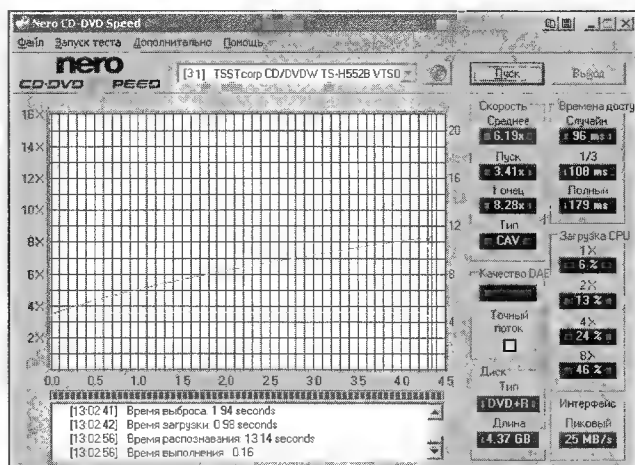 Nero CD-DVD Speed
Файл Запуск теста Дополнительно Помощь
nero
CD-DVD SPEED
[3 1] TSSTcorp CD/DVDW TS-H552B VTS0
Пуск
Выход
16X
14X
12X
10X
8X
6X
4X
2X
20
16
12
8
4
0.0 0.5 1.0 1.5 2.0 2.5 3.0 3.5 4.0 4.5
Скорость
Среднее
6.19x
Пуск
3.41x
Конец
8.28x
Тип
CAV
Качество DAE
Точный
поток
Диск
Тип
DVD+R
Длина
4.37 GB
Времена досту
Случайн
96 ms
1/3
108 ms
Полный
179 ms
Загрузка CPU
1X
6 %
2X
13 %
4X
24 %
8X
46 %
Интерфейс
Пиковый
25 MB/s
[13:02:41] Время выброса 1.94 seconds
[13:02:42] Время загрузки 0.98 seconds
[13:02:56] Время распознавания 13.14 seconds
[13:02:56] Время выполнения 0:16